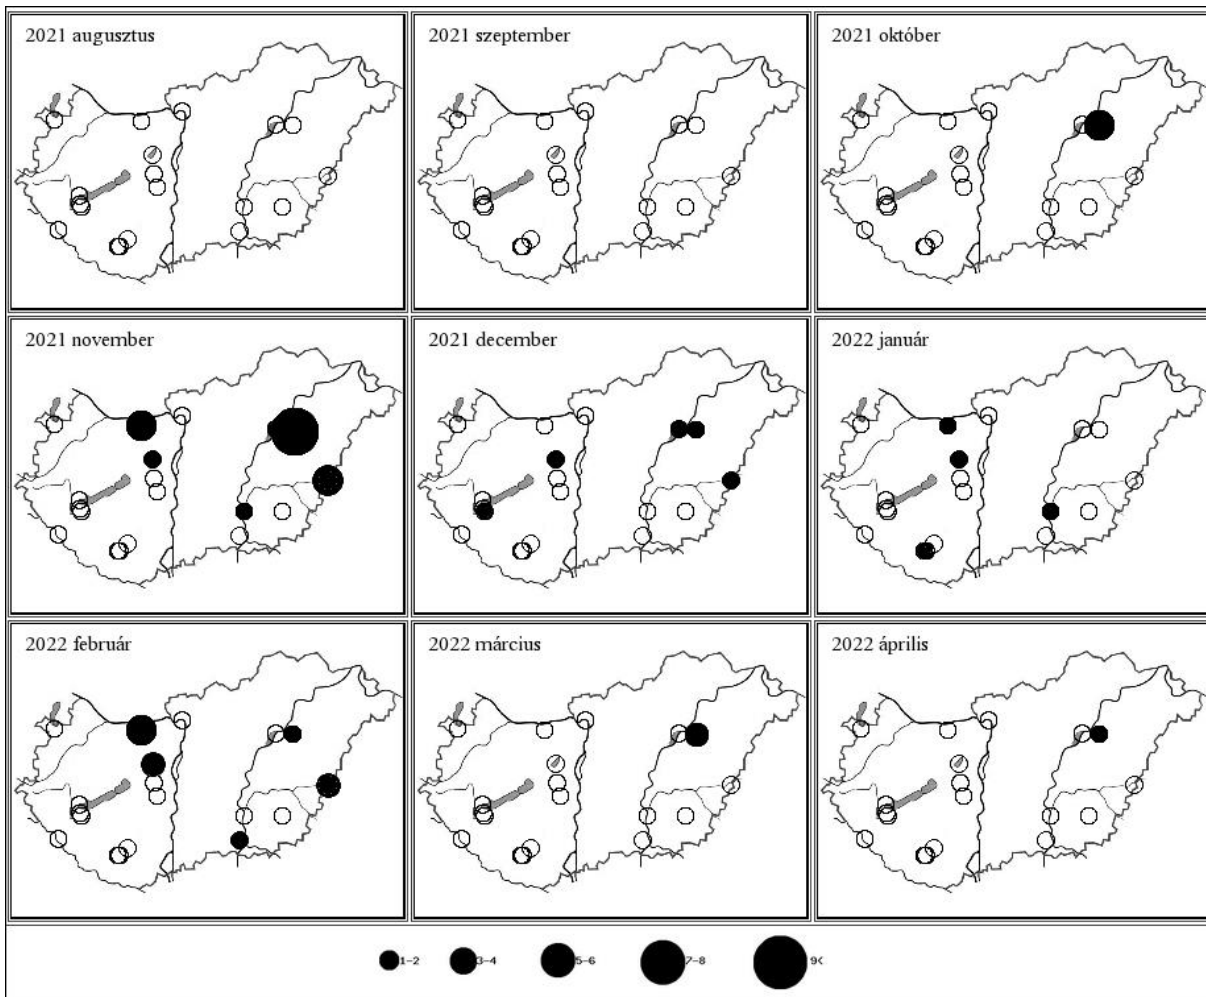 2021 augusztus
2021 szeptember
2021 október
2021 november
2021 december
2022 január
2022 február
2022 március
2022 április
1-2 3-4 5-6 7-8 9<